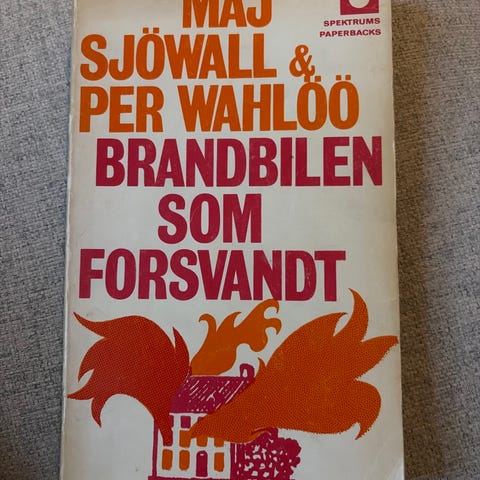 MAJ
SJÖWALL &
PER WAHLÖÖ
BRANDBILEN
SOM
FORSVANDT
SPEKTRUMS
PAPERBACKS